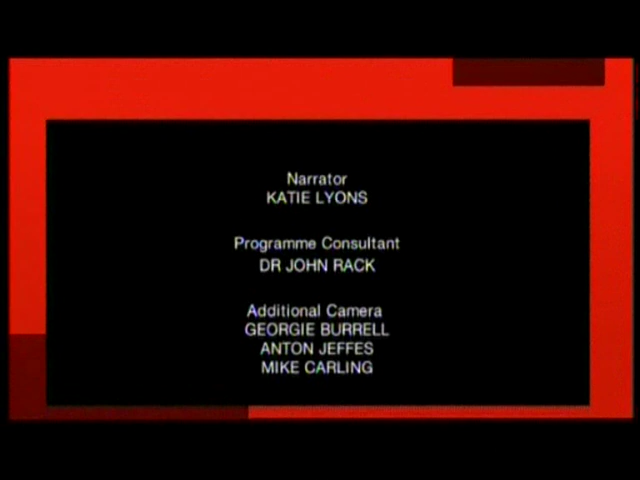 Narrator
KATIE LYONS
Programme Consultant
DR JOHN RACK
Additional Camera
GEORGIE BURRELL
ANTON JEFFES
MIKE CARLING